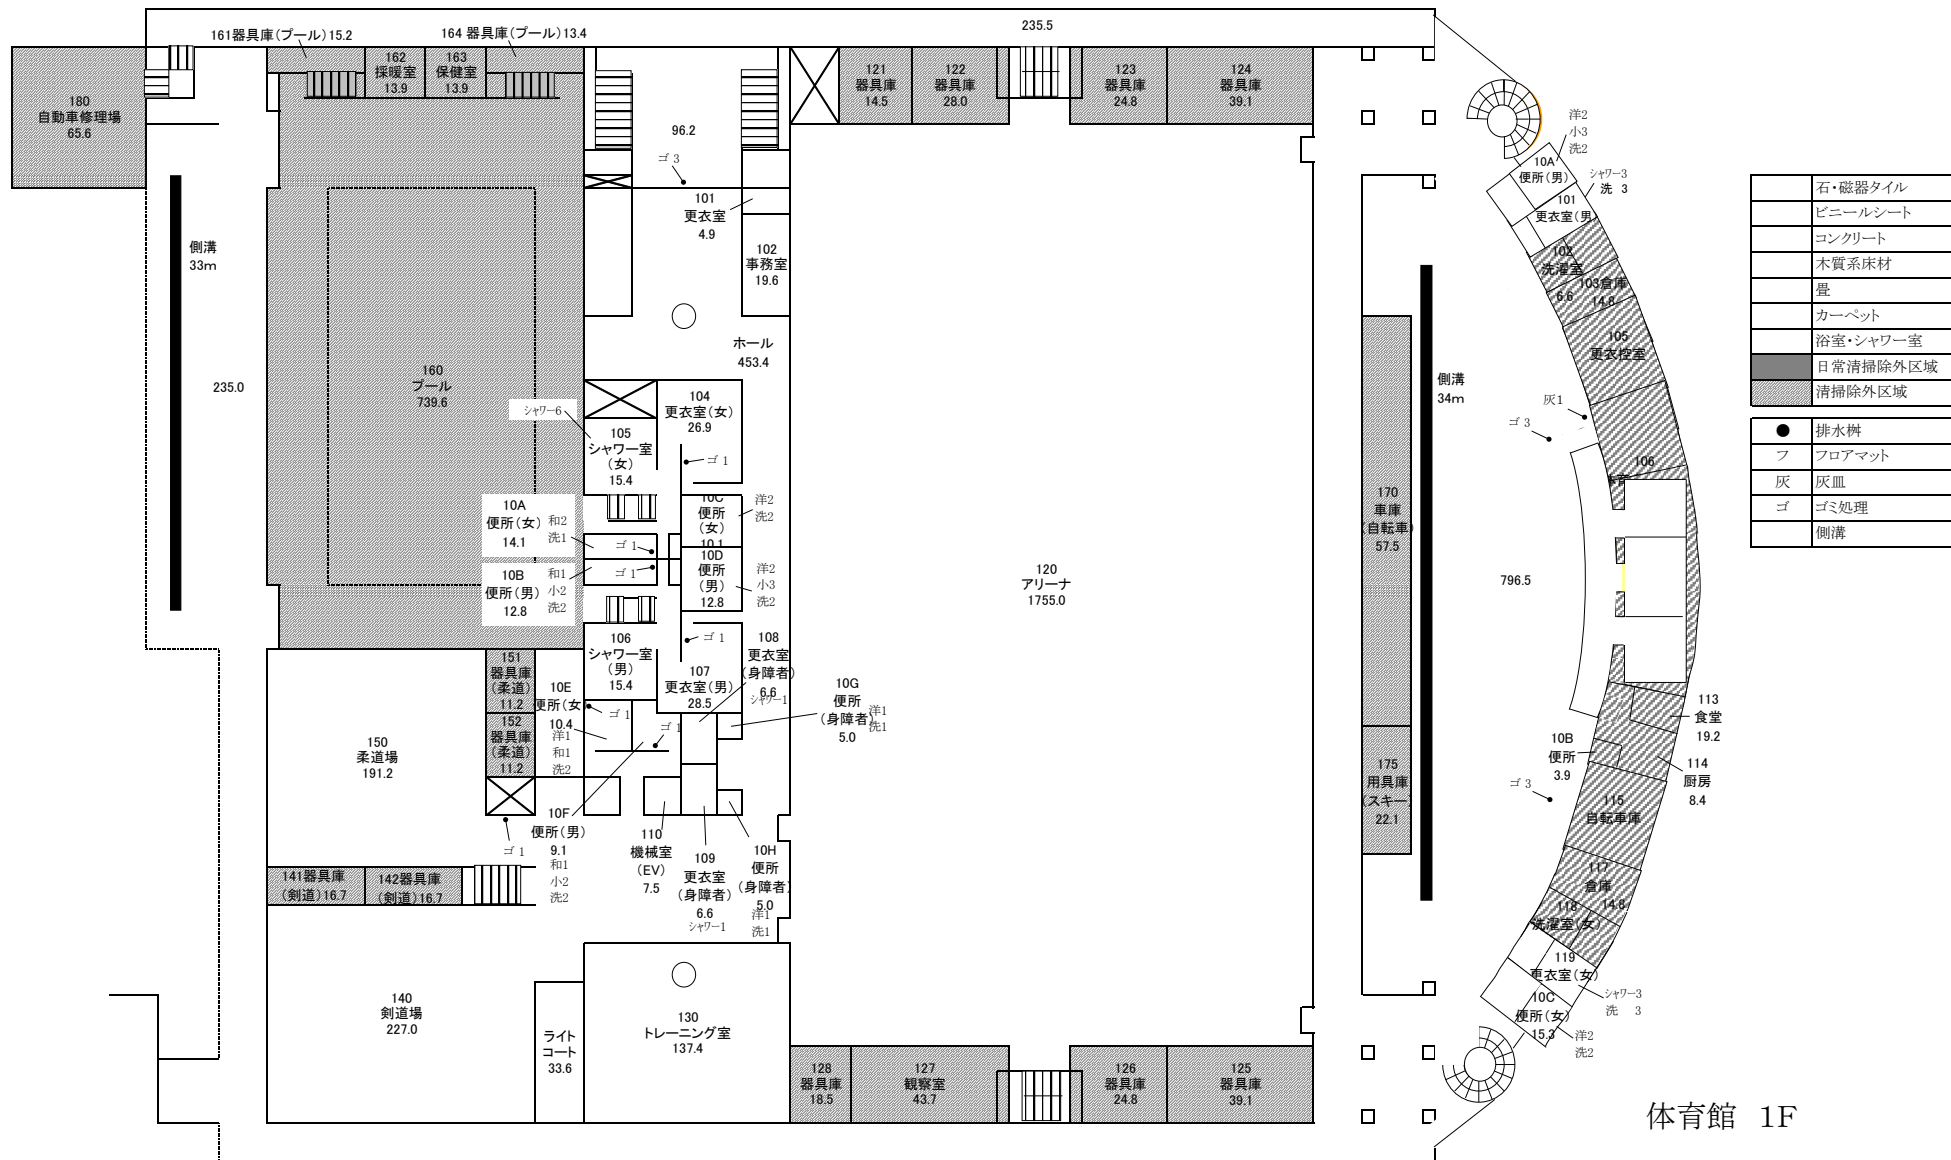 161器具庫(プール)15.2
164 器具庫(プール)13.4
235.5
162
採暖室
13.9
163
保健室
13.9
180
自動車修理場
65.6
121
器具庫
14.5
122
器具庫
28.0
123
器具庫
24.8
124
器具庫
39.1
96.2
ゴ 3
101
更衣室
4.9
102
事務室
19.6
側溝
33m
235.0
160
プール
739.6
ホール
453.4
シャワー6
104
更衣室(女)
26.9
105
シャワー室
(女)
15.4
ゴ 1
10A
便所(女)
14.1
和2
洗1
ゴ 1
10B
便所(男)
12.8
和1
小2
洗2
ゴ 1
10C
便所
(女)
10.1
洋2
洗2
10D
便所
(男)
12.8
洋2
小3
洗2
106
シャワー室
(男)
15.4
ゴ 1
107
更衣室(男)
28.5
108
更衣室
(身障者)
6.6
シャワー1
10G
便所
(身障者)
5.0
洋1
洗1
120
アリーナ
1755.0
151
器具庫
(柔道)
11.2
152
器具庫
(柔道)
11.2
10E
便所(女)
10.4
洋1
和1
洗2
ゴ 1
ゴ 1
150
柔道場
191.2
ゴ 1
10F
便所(男)
9.1
和1
小2
洗2
110
機械室
(EV)
7.5
109
更衣室
(身障者)
6.6
シャワー1
10H
便所
(身障者)
5.0
洋1
洗1
141器具庫
(剣道)16.7
142器具庫
(剣道)16.7
140
剣道場
227.0
ライト
コート
33.6
130
トレーニング室
137.4
128
器具庫
18.5
127
観察室
43.7
126
器具庫
24.8
125
器具庫
39.1
170
車庫
(自転車)
57.5
175
用具庫
(スキー)
22.1
側溝
34m
洋2
小3
洗2
10A
便所(男)
シャワー3
洗 3
101
更衣室(男)
102
洗濯室
6.6
103倉庫
14.8
105
更衣控室
灰1
ゴ 3
106
796.5
113
食堂
19.2
10B
便所
3.9
114
厨房
8.4
ゴ 3
115
自転車庫
117
倉庫
14.8
118
洗濯室(女)
119
更衣室(女)
シャワー3
洗 3
10C
便所(女)
15.3
洋2
洗2
石・磁器タイル
ビニールシート
コンクリート
木質系床材
畳
カーペット
浴室・シャワー室
日常清掃除外区域
清掃除外区域
● 排水桝
フ フロアマット
灰 灰皿
ゴ ゴミ処理
側溝
体育館 1F